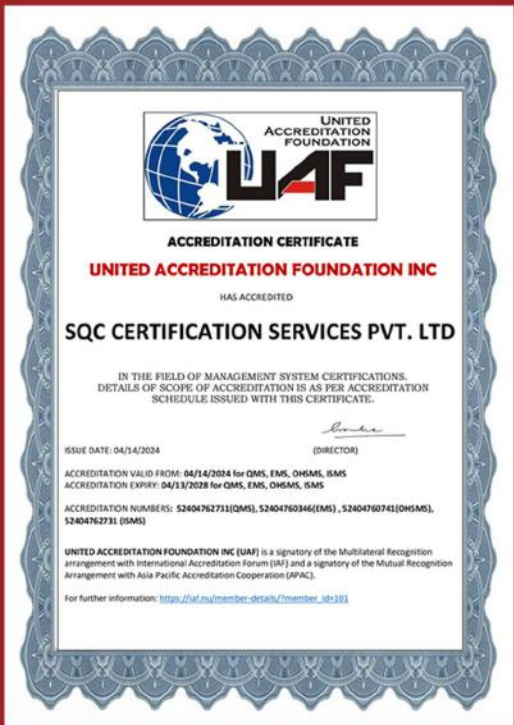 UNITED
ACCREDITATION
FOUNDATION
UAF
ACCREDITATION CERTIFICATE
UNITED ACCREDITATION FOUNDATION INC
HAS ACCREDITED
SQC CERTIFICATION SERVICES PVT. LTD
IN THE FIELD OF MANAGEMENT SYSTEM CERTIFICATIONS.
DETAILS OF SCOPE OF ACCREDITATION IS AS PER ACCREDITATION
SCHEDULE ISSUED WITH THIS CERTIFICATE.
ISSUE DATE: 04/14/2024
(DIRECTOR)
ACCREDITATION VALID FROM: 04/14/2024 for QMS, EMS, OHSMS, ISMS
ACCREDITATION EXPIRY: 04/13/2028 for QMS, EMS, OHSMS, ISMS
ACCREDITATION NUMBERS: 52404762731(QMS), 52404760346(EMS) , 52404760741(OHSMS),
52404762731 (ISMS)
UNITED ACCREDITATION FOUNDATION INC (UAF) is a signatory of the Multilateral Recognition
arrangement with International Accreditation Forum (IAF) and a signatory of the Mutual Recognition
Arrangement with Asia Pacific Accreditation Cooperation (APAC).
For further information: https://iaf.nu/member-details/?member_id=101